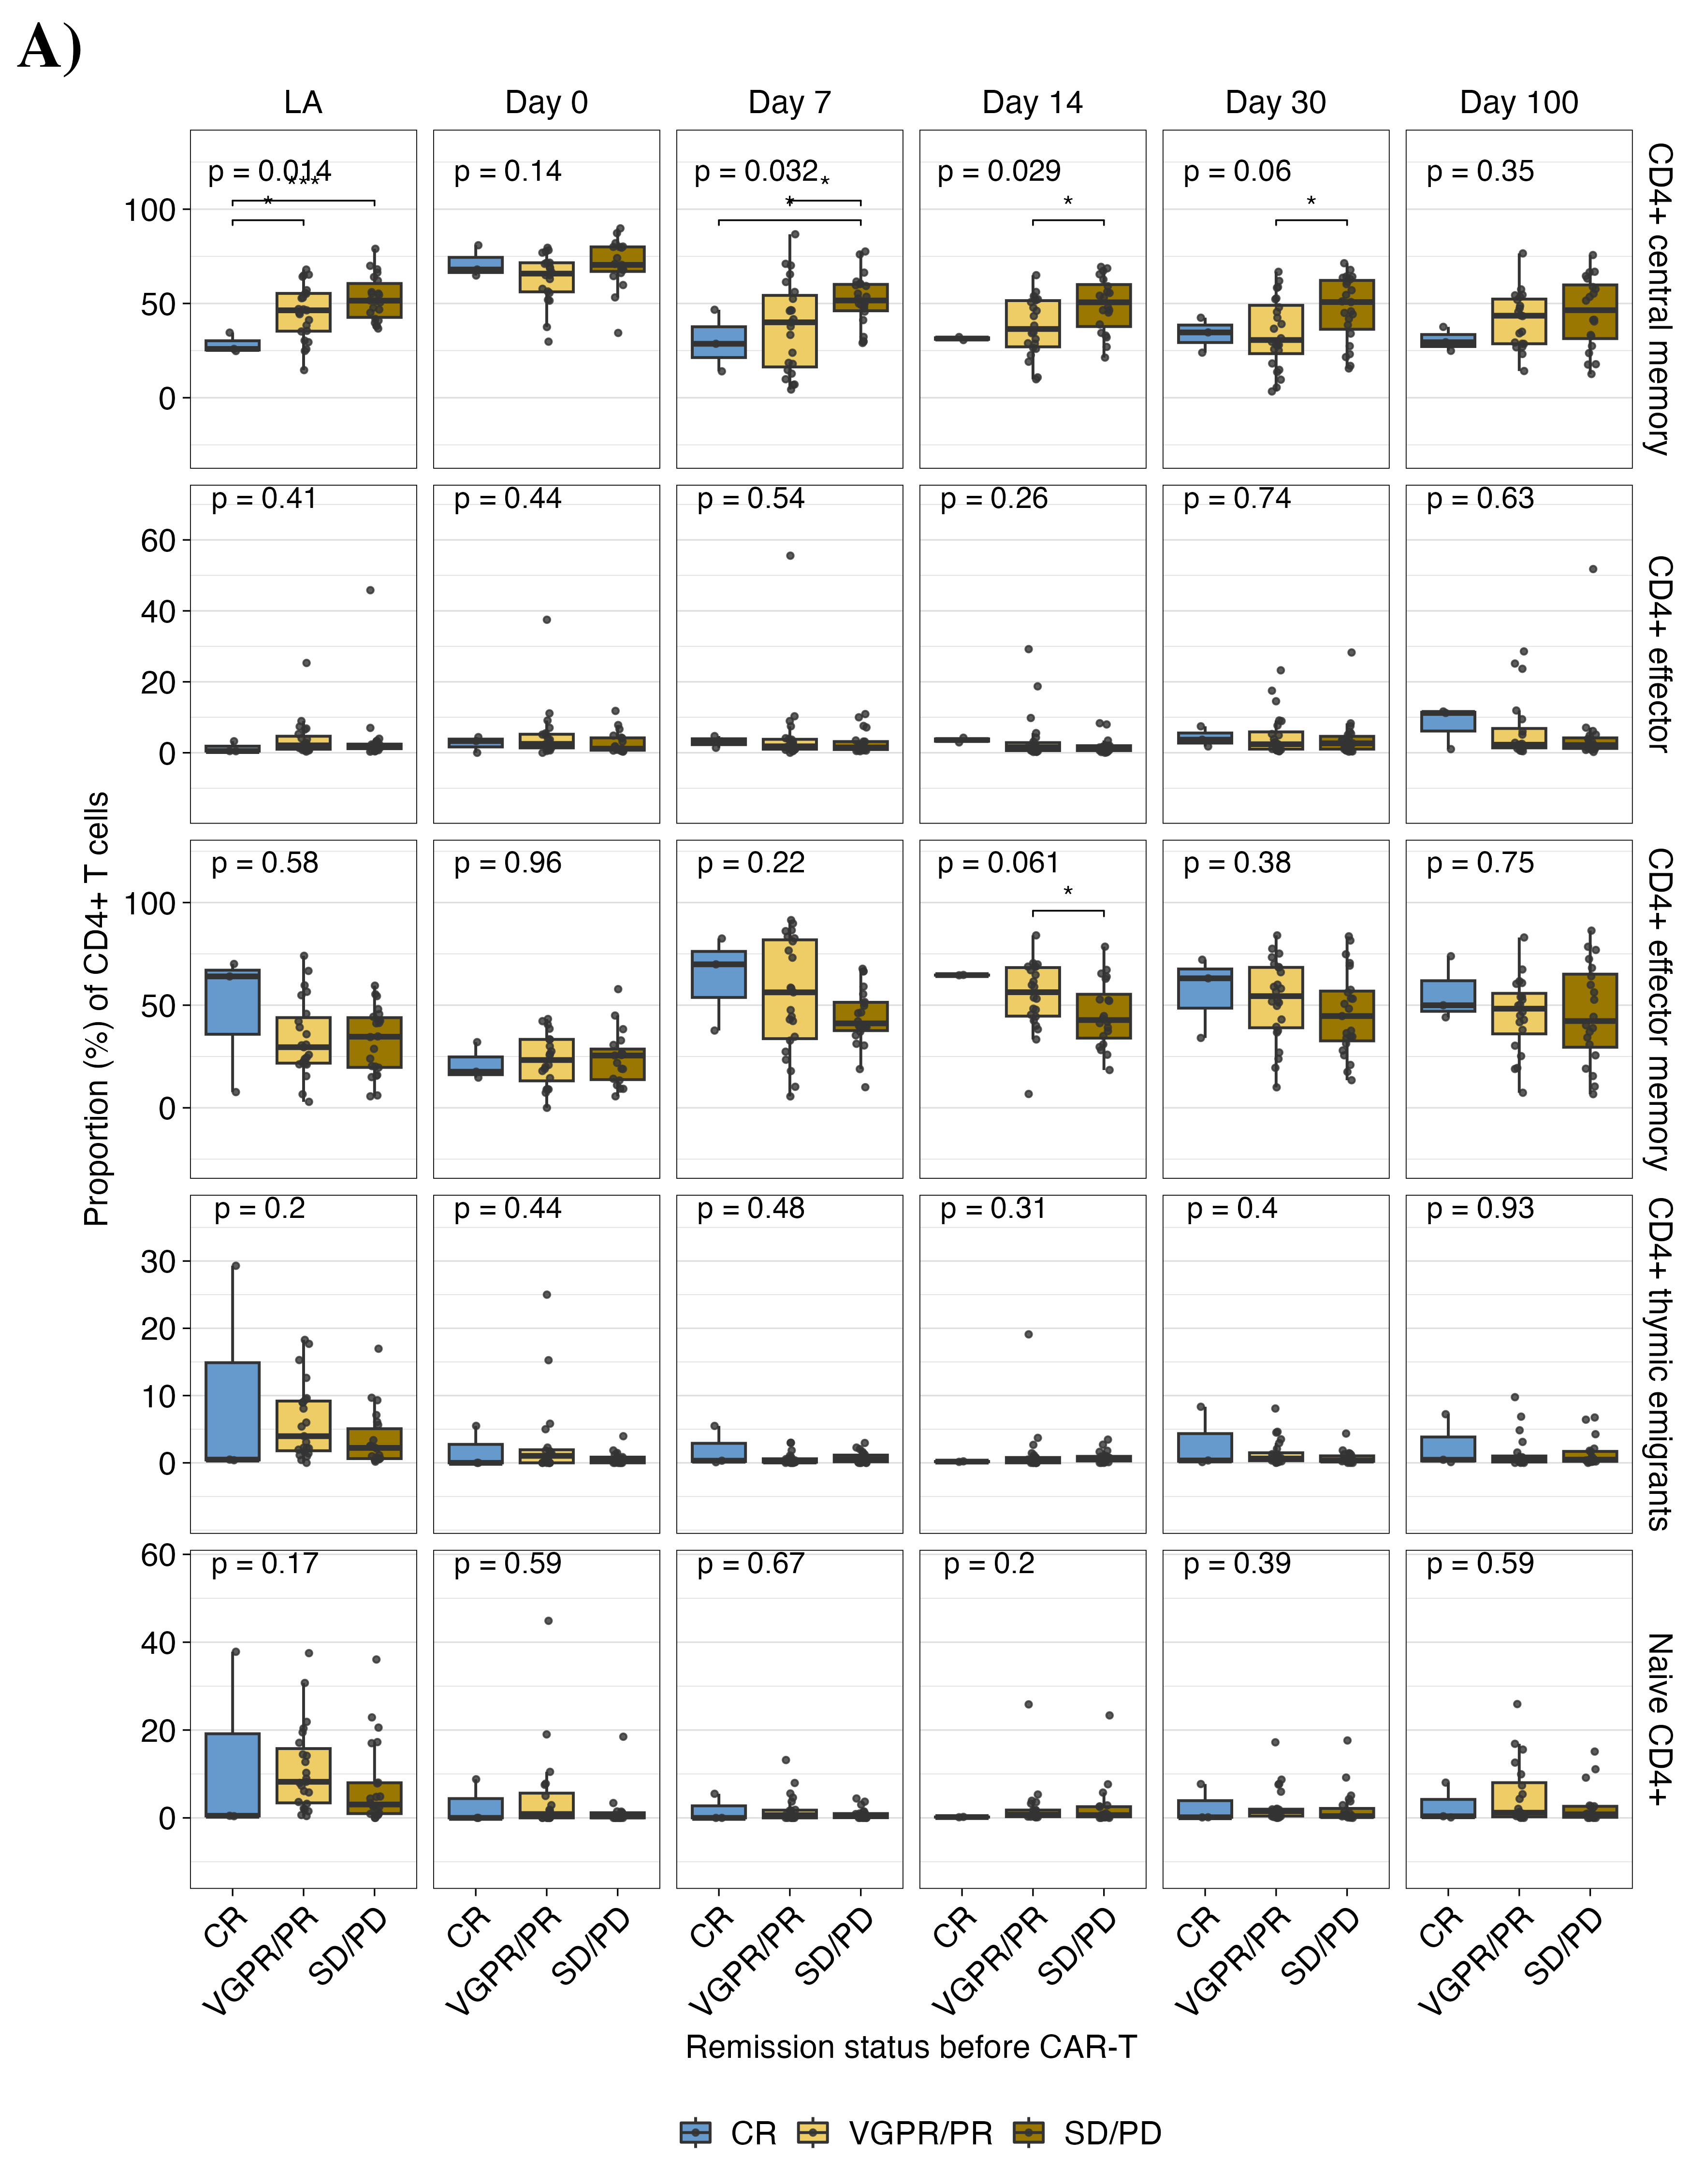 A)
LA Day 0 Day 7 Day 14 Day 30 Day 100
p = 0.014 p = 0.14 p = 0.032 p = 0.029 p = 0.06 p = 0.35
*** *
* * * *
100
50
0
CD4+ central memory
p = 0.41 p = 0.44 p = 0.54 p = 0.26 p = 0.74 p = 0.63
60
40
20
0
CD4+ effector
Proportion (%) of CD4+ T cells
p = 0.58 p = 0.96 p = 0.22 p = 0.061 p = 0.38 p = 0.75
*
100
50
0
CD4+ effector memory
p = 0.2 p = 0.44 p = 0.48 p = 0.31 p = 0.4 p = 0.93
30
20
10
0
CD4+ thymic emigrants
p = 0.17 p = 0.59 p = 0.67 p = 0.2 p = 0.39 p = 0.59
60
40
20
0
Naive CD4+
CR VGPR/PR SD/PD CR VGPR/PR SD/PD CR VGPR/PR SD/PD CR VGPR/PR SD/PD CR VGPR/PR SD/PD CR VGPR/PR SD/PD
Remission status before CAR-T
CR VGPR/PR SD/PD